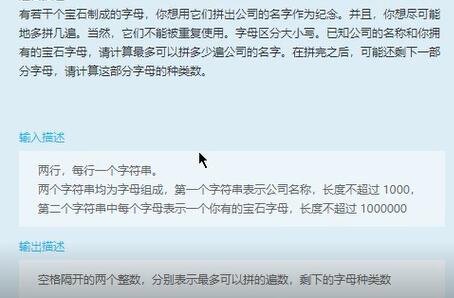 有若干个宝石制成的字母，你想用它们拼出公司的名字作为纪念。并且，你想尽可能
地多拼几遍。当然，它们不能被重复使用。字母区分大小写。已知公司的名称和你拥
有的宝石字母，请计算最多可以拼多少遍公司的名字。在拼完之后，可能还剩下一部
分字母，请计算这部分字母的种类数。
输入描述
两行，每行一个字符串。
两个字符串均为字母组成，第一个字符串表示公司名称，长度不超过 1000，
第二个字符串中每个字母表示一个你有的宝石字母，长度不超过 1000000
输出描述
空格隔开的两个整数，分别表示最多可以拼的遍数，剩下的字母种类数